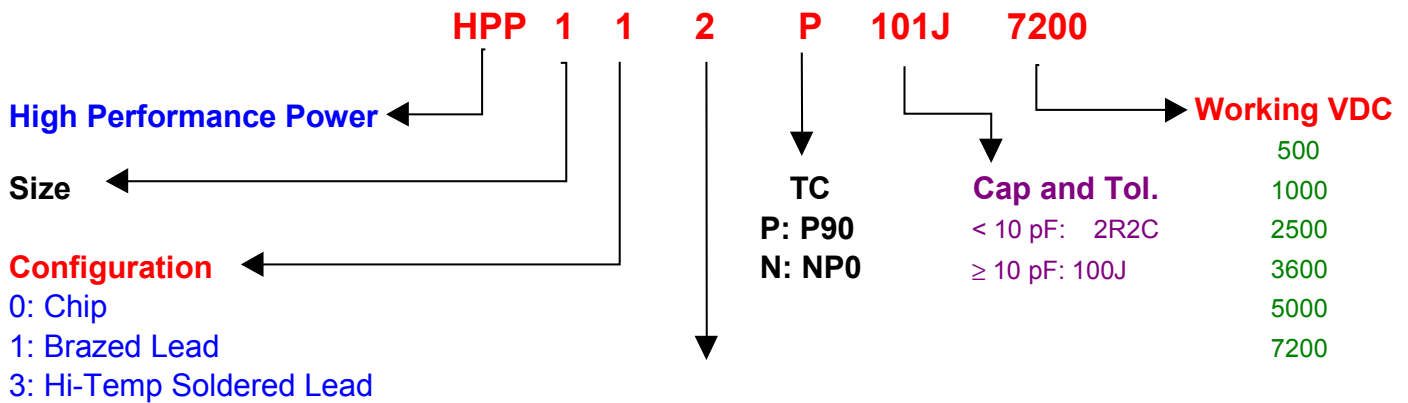 HPP 1 1 2 P 101J 7200
High Performance Power
Working VDC
500
Size
TC
Cap and Tol.
1000
P: P90
< 10 pF: 2R2C
2500
Configuration
N: NP0
≥ 10 pF: 100J
3600
0: Chip
5000
1: Brazed Lead
7200
3: Hi-Temp Soldered Lead